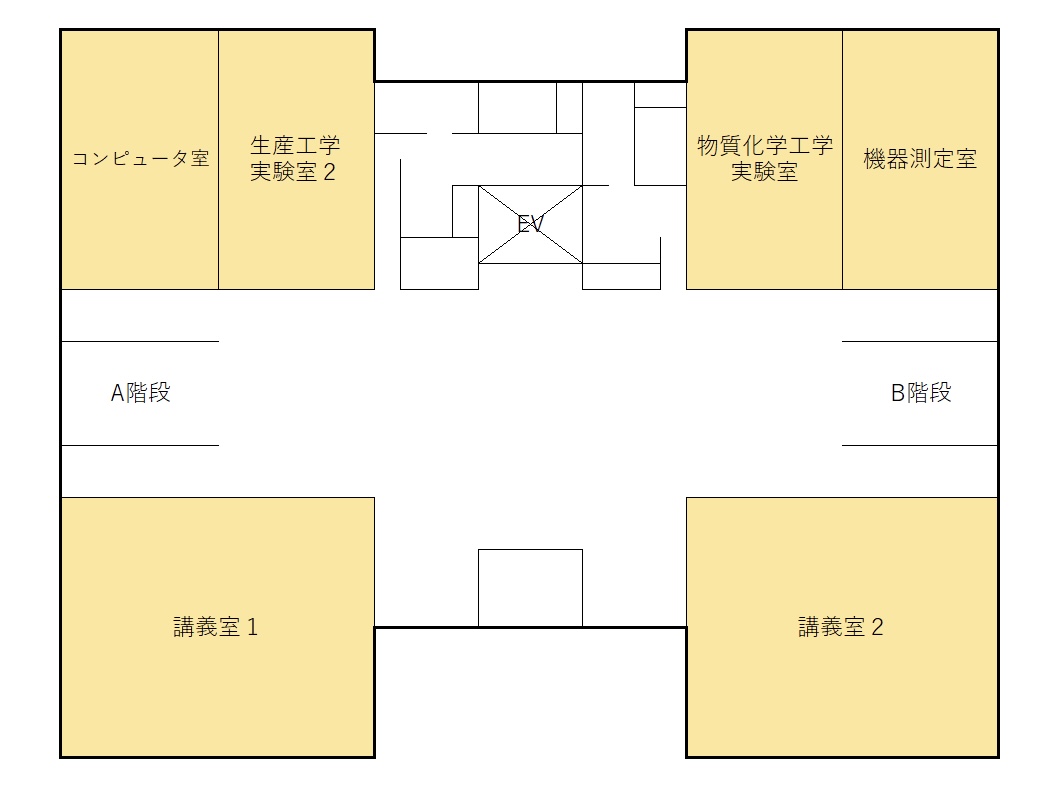 コンピュータ室
生産工学
実験室２
物質化学工学
実験室
機器測定室
EV
A階段
B階段
講義室１
講義室２